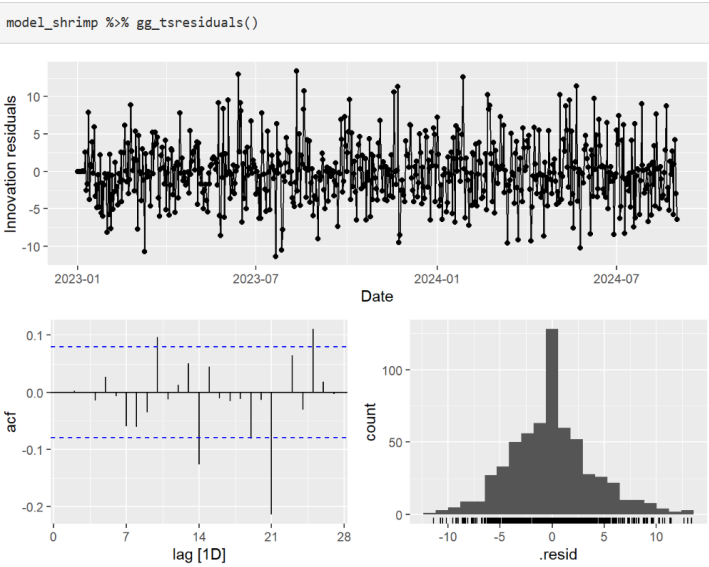 model_shrimp %>% gg_tsresiduals()
Innovation residuals
10
5
0
-5
-10
2023-01 2023-07 2024-01 2024-07
Date
acf
0.1
0.0
-0.1
-0.2
0 7 14 21 28
lag [1D]
count
100
50
0
-10 -5 0 5 10
.resid